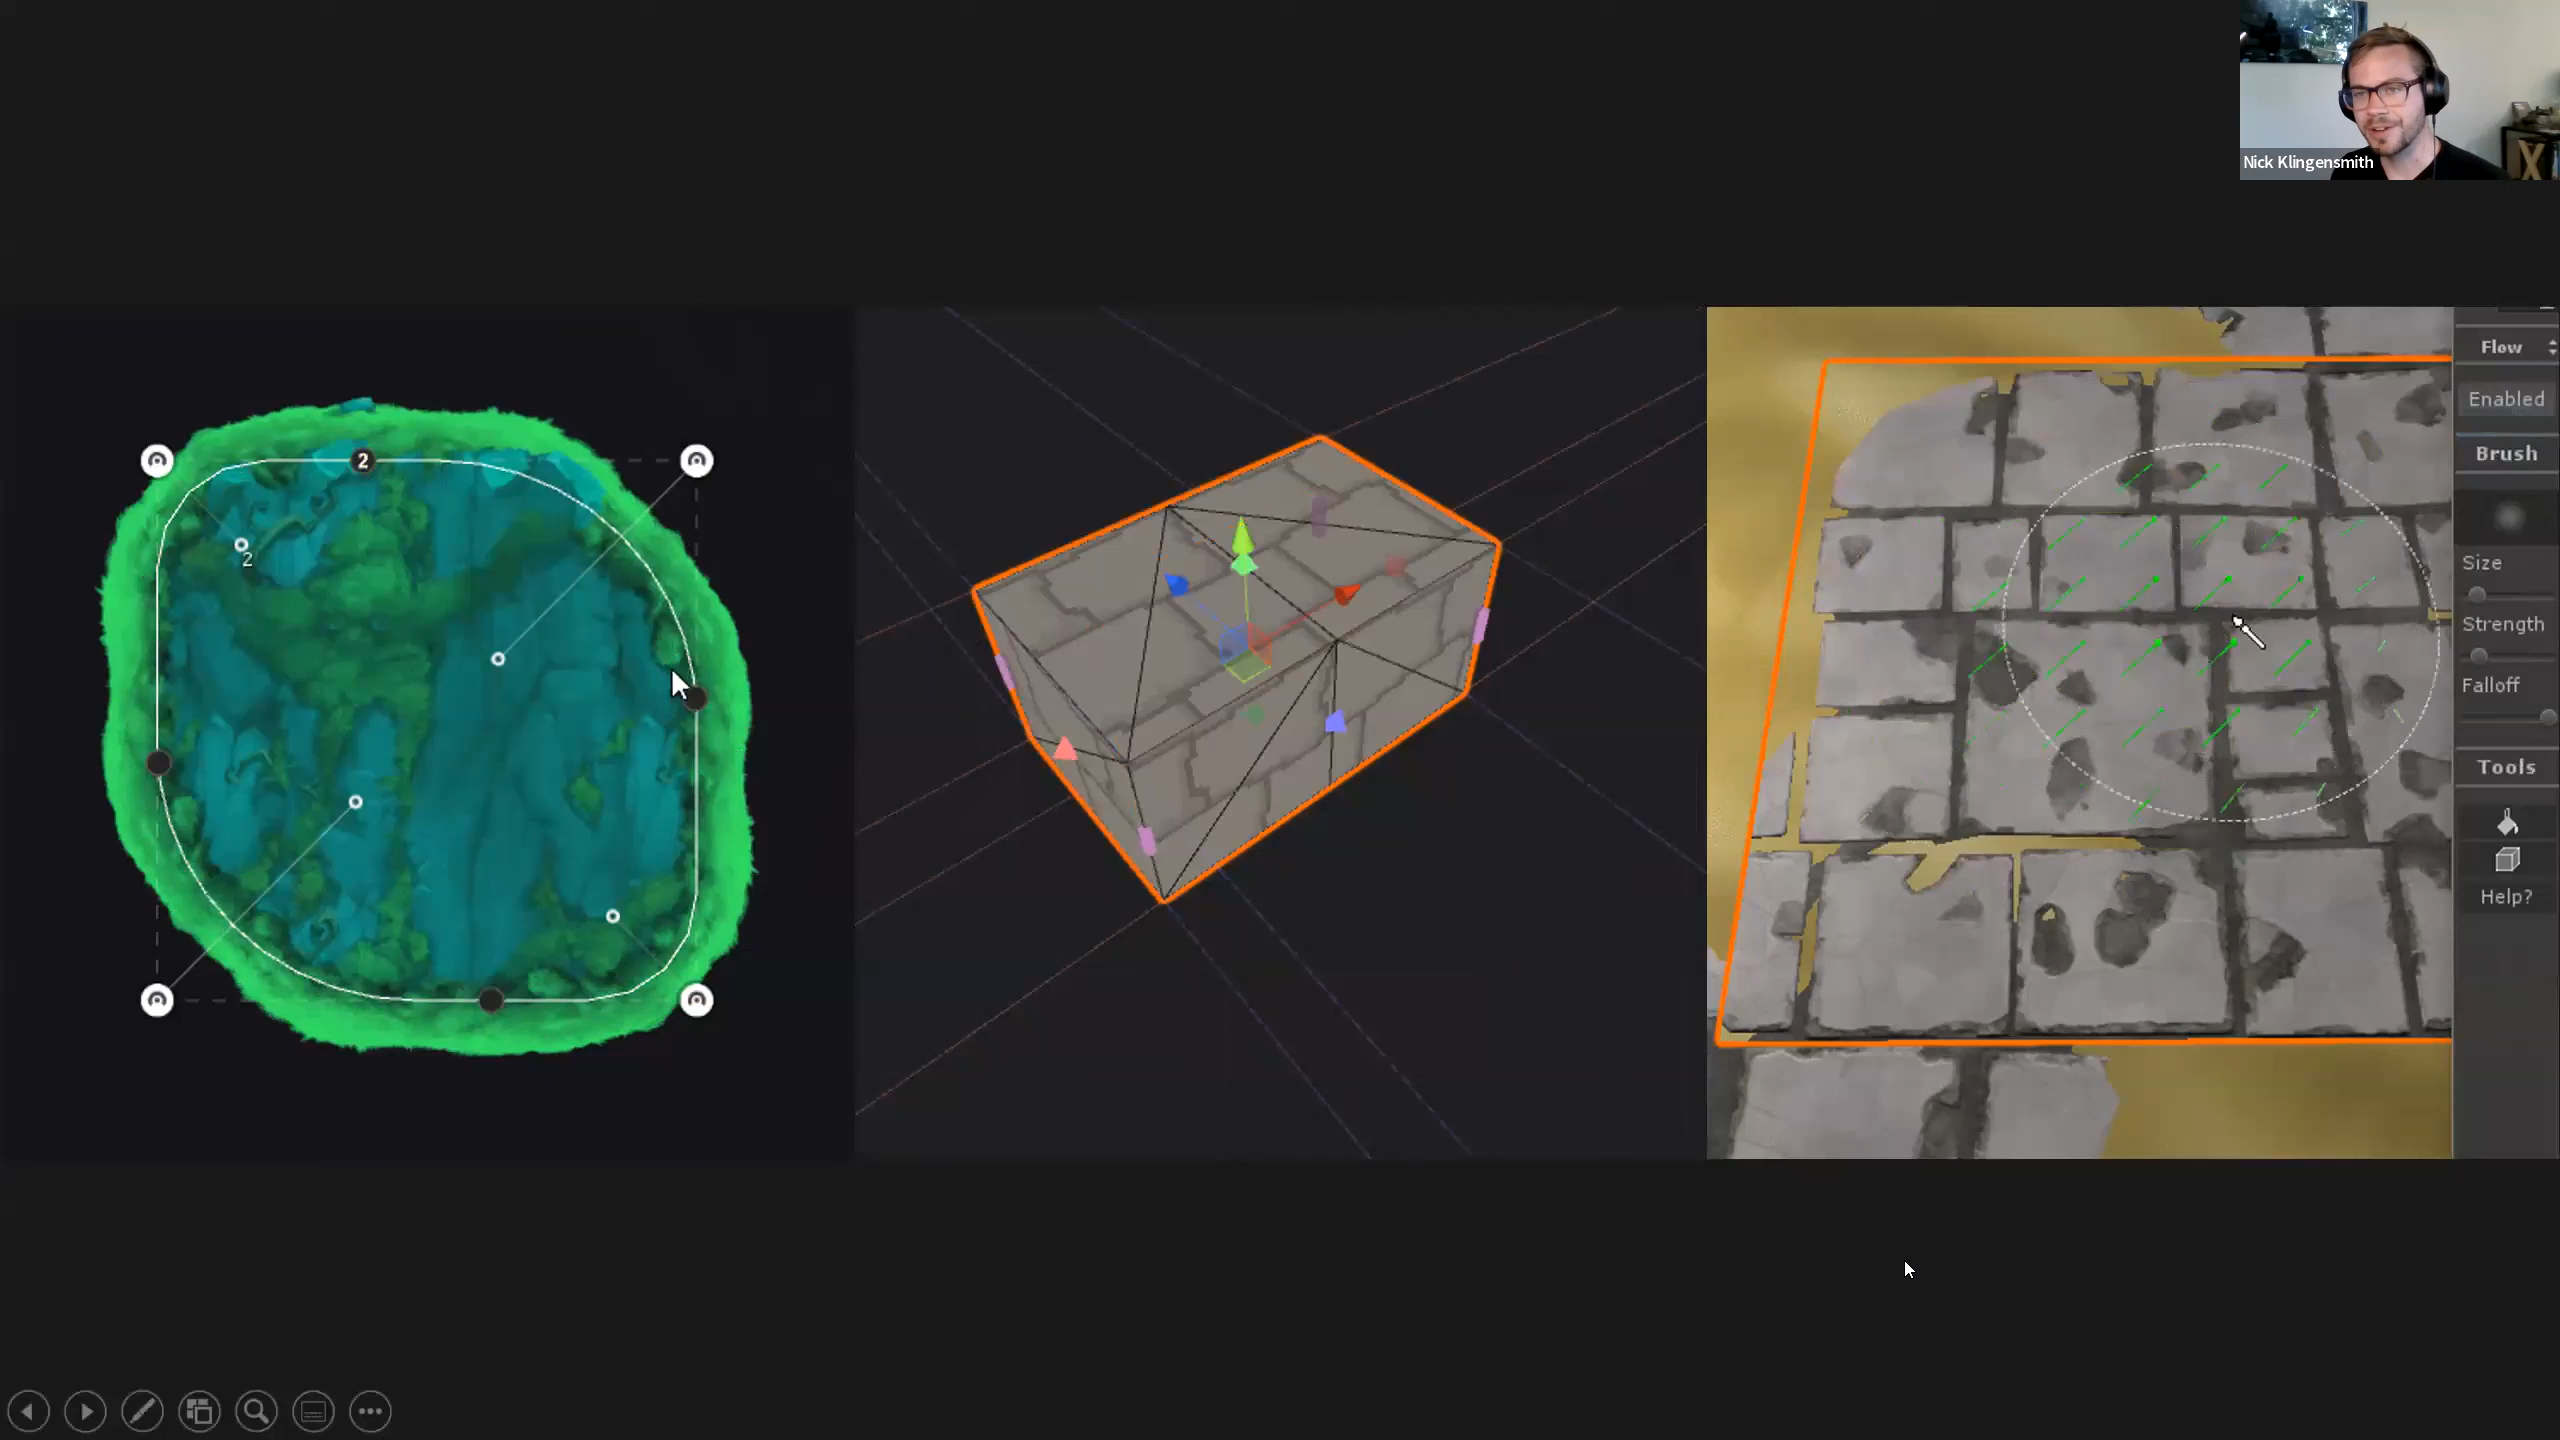 Nick Klingensmith
2
2
Flow
Enabled
Brush
Size
Strength
Falloff
Tools
Help?